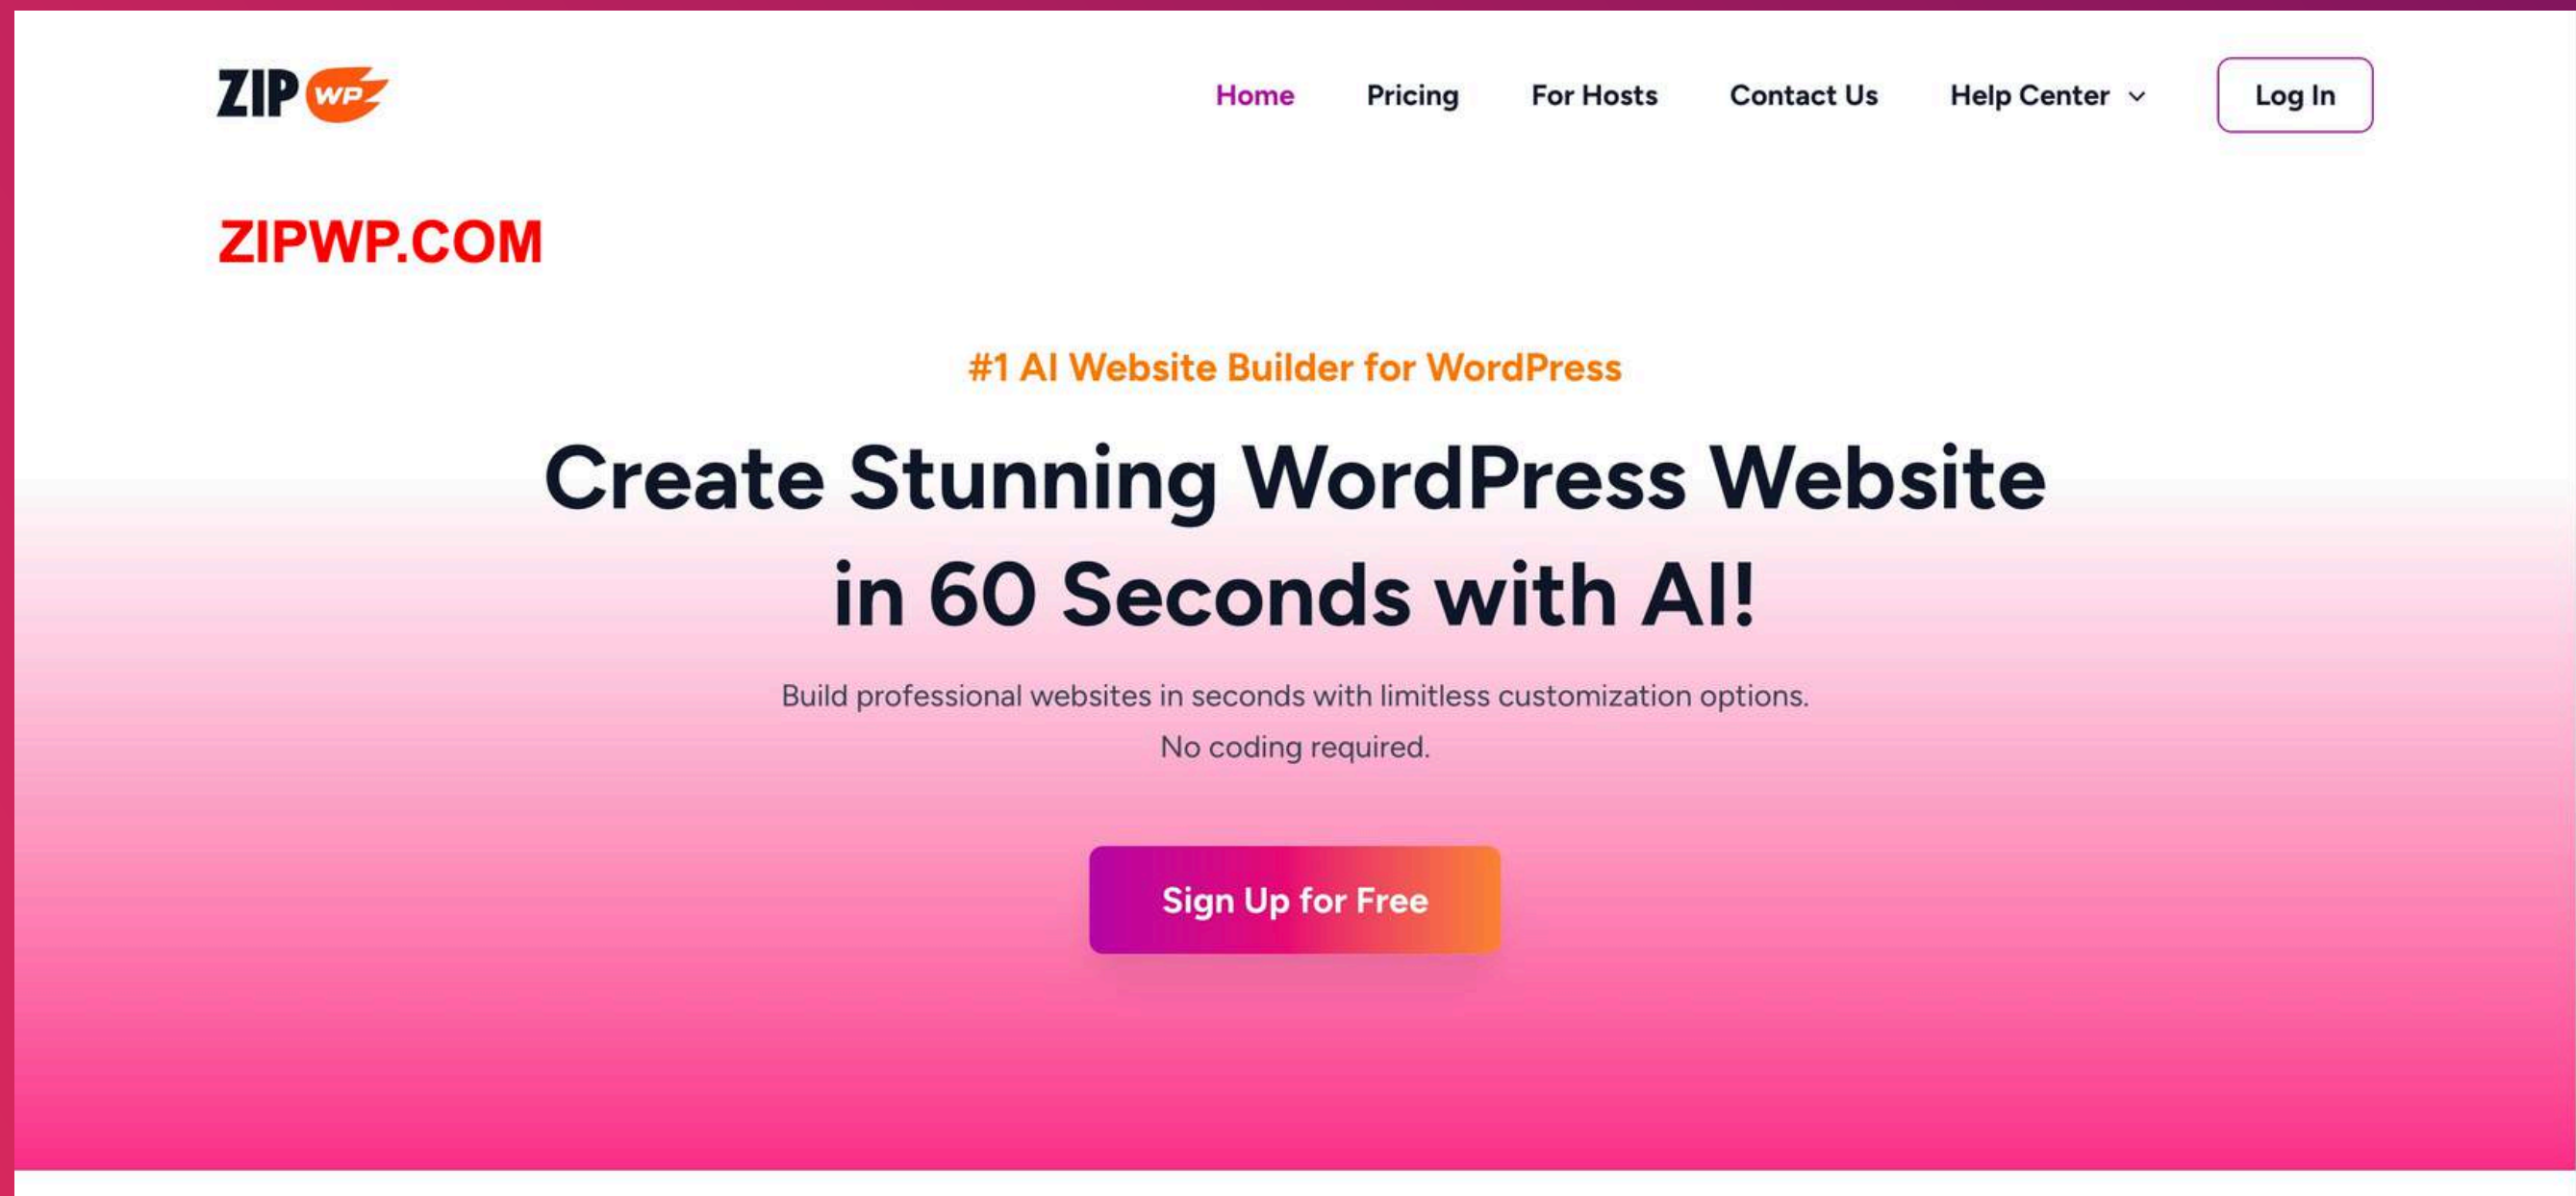 ZIP WP
Home Pricing For Hosts Contact Us Help Center Log In
ZIPWP.COM
#1 AI Website Builder for WordPress
Create Stunning WordPress Website
in 60 Seconds with AI!
Build professional websites in seconds with limitless customization options.
No coding required.
Sign Up for Free